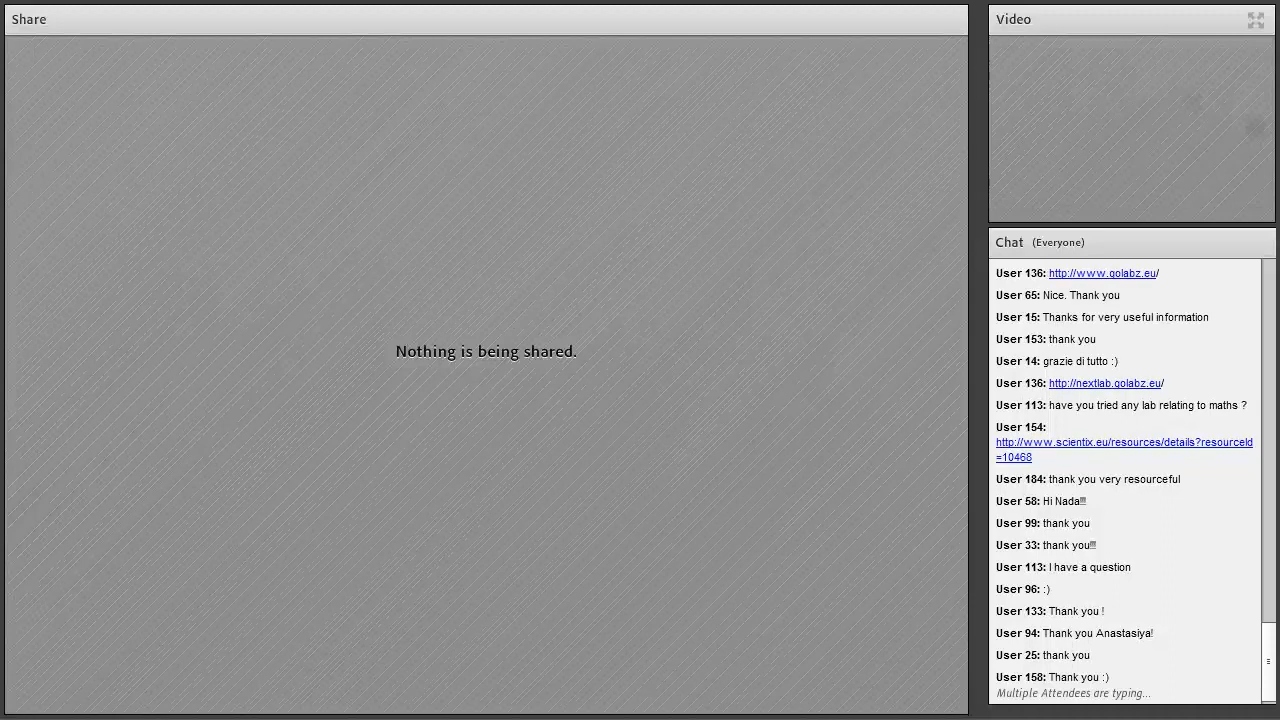 Share
Nothing is being shared.
Video
Chat (Everyone)
User 136: http://www.golabz.eu/
User 65: Nice. Thank you
User 15: Thanks for very useful information
User 153: thank you
User 14: grazie di tutto :)
User 136: http://nextlab.golabz.eu/
User 113: have you tried any lab relating to maths ?
User 154:
http://www.scientix.eu/resources/details?resourceId
=10468
User 184: thank you very resourceful
User 58: Hi Nada!!!
User 99: thank you
User 33: thank you!!!
User 113: I have a question
User 96: :)
User 133: Thank you !
User 94: Thank you Anastasiya!
User 25: thank you
User 158: Thank you :)
Multiple Attendees are typing...